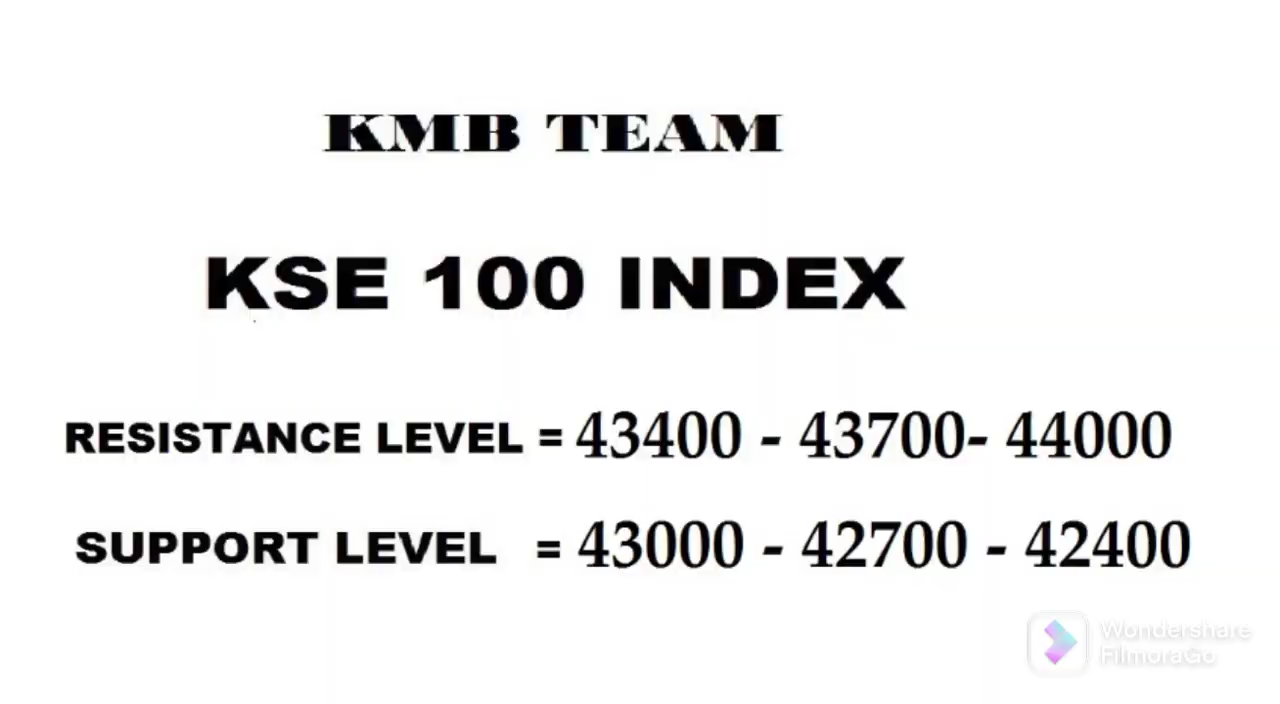 KMB TEAM
KSE 100 INDEX
RESISTANCE LEVEL = 43400 - 43700- 44000
SUPPORT LEVEL = 43000 - 42700 - 42400
Wondershare
FilmoraGo